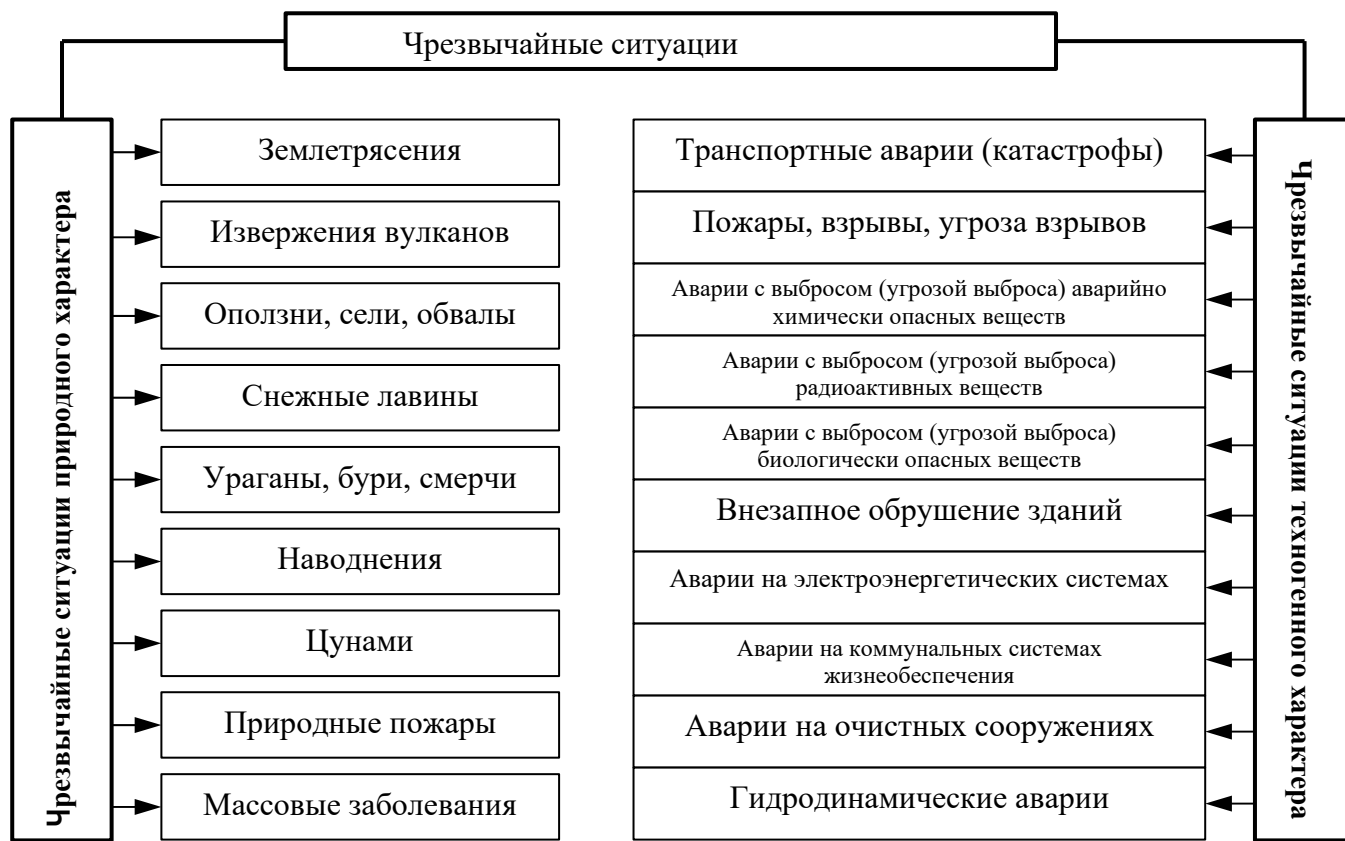 Чрезвычайные ситуации
Чрезвычайные ситуации природного характера
Землетрясения
Извержения вулканов
Оползни, сели, обвалы
Снежные лавины
Ураганы, бури, смерчи
Наводнения
Цунами
Природные пожары
Массовые заболевания
Транспортные аварии (катастрофы)
Пожары, взрывы, угроза взрывов
Аварии с выбросом (угрозой выброса) аварийно
химически опасных веществ
Аварии с выбросом (угрозой выброса)
радиоактивных веществ
Аварии с выбросом (угрозой выброса)
биологически опасных веществ
Внезапное обрушение зданий
Аварии на электроэнергетических системах
Аварии на коммунальных системах
жизнеобеспечения
Аварии на очистных сооружениях
Гидродинамические аварии
Чрезвычайные ситуации техногенного характера